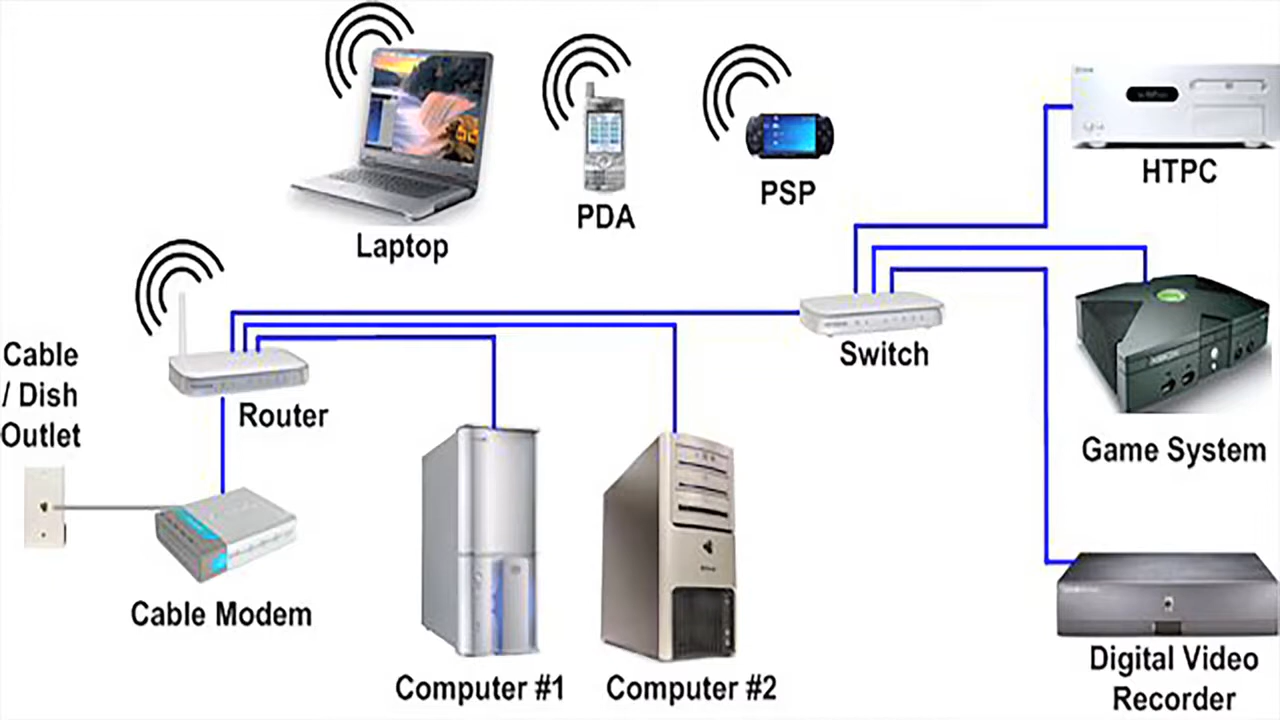 Laptop
PDA
PSP
HTPC
Cable
/ Dish
Outlet
Router
Switch
Game System
Cable Modem
Computer #1
Computer #2
Digital Video
Recorder
XBOX